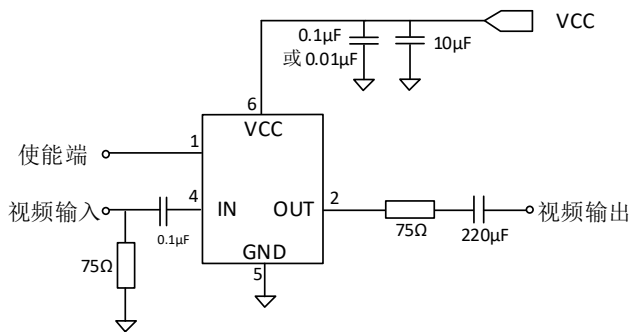 VCC
0.1μF
或 0.01μF
10μF
6
VCC
1
使能端
4
视频输入
IN
OUT
2
视频输出
0.1μF
75Ω
220μF
75Ω
GND
5